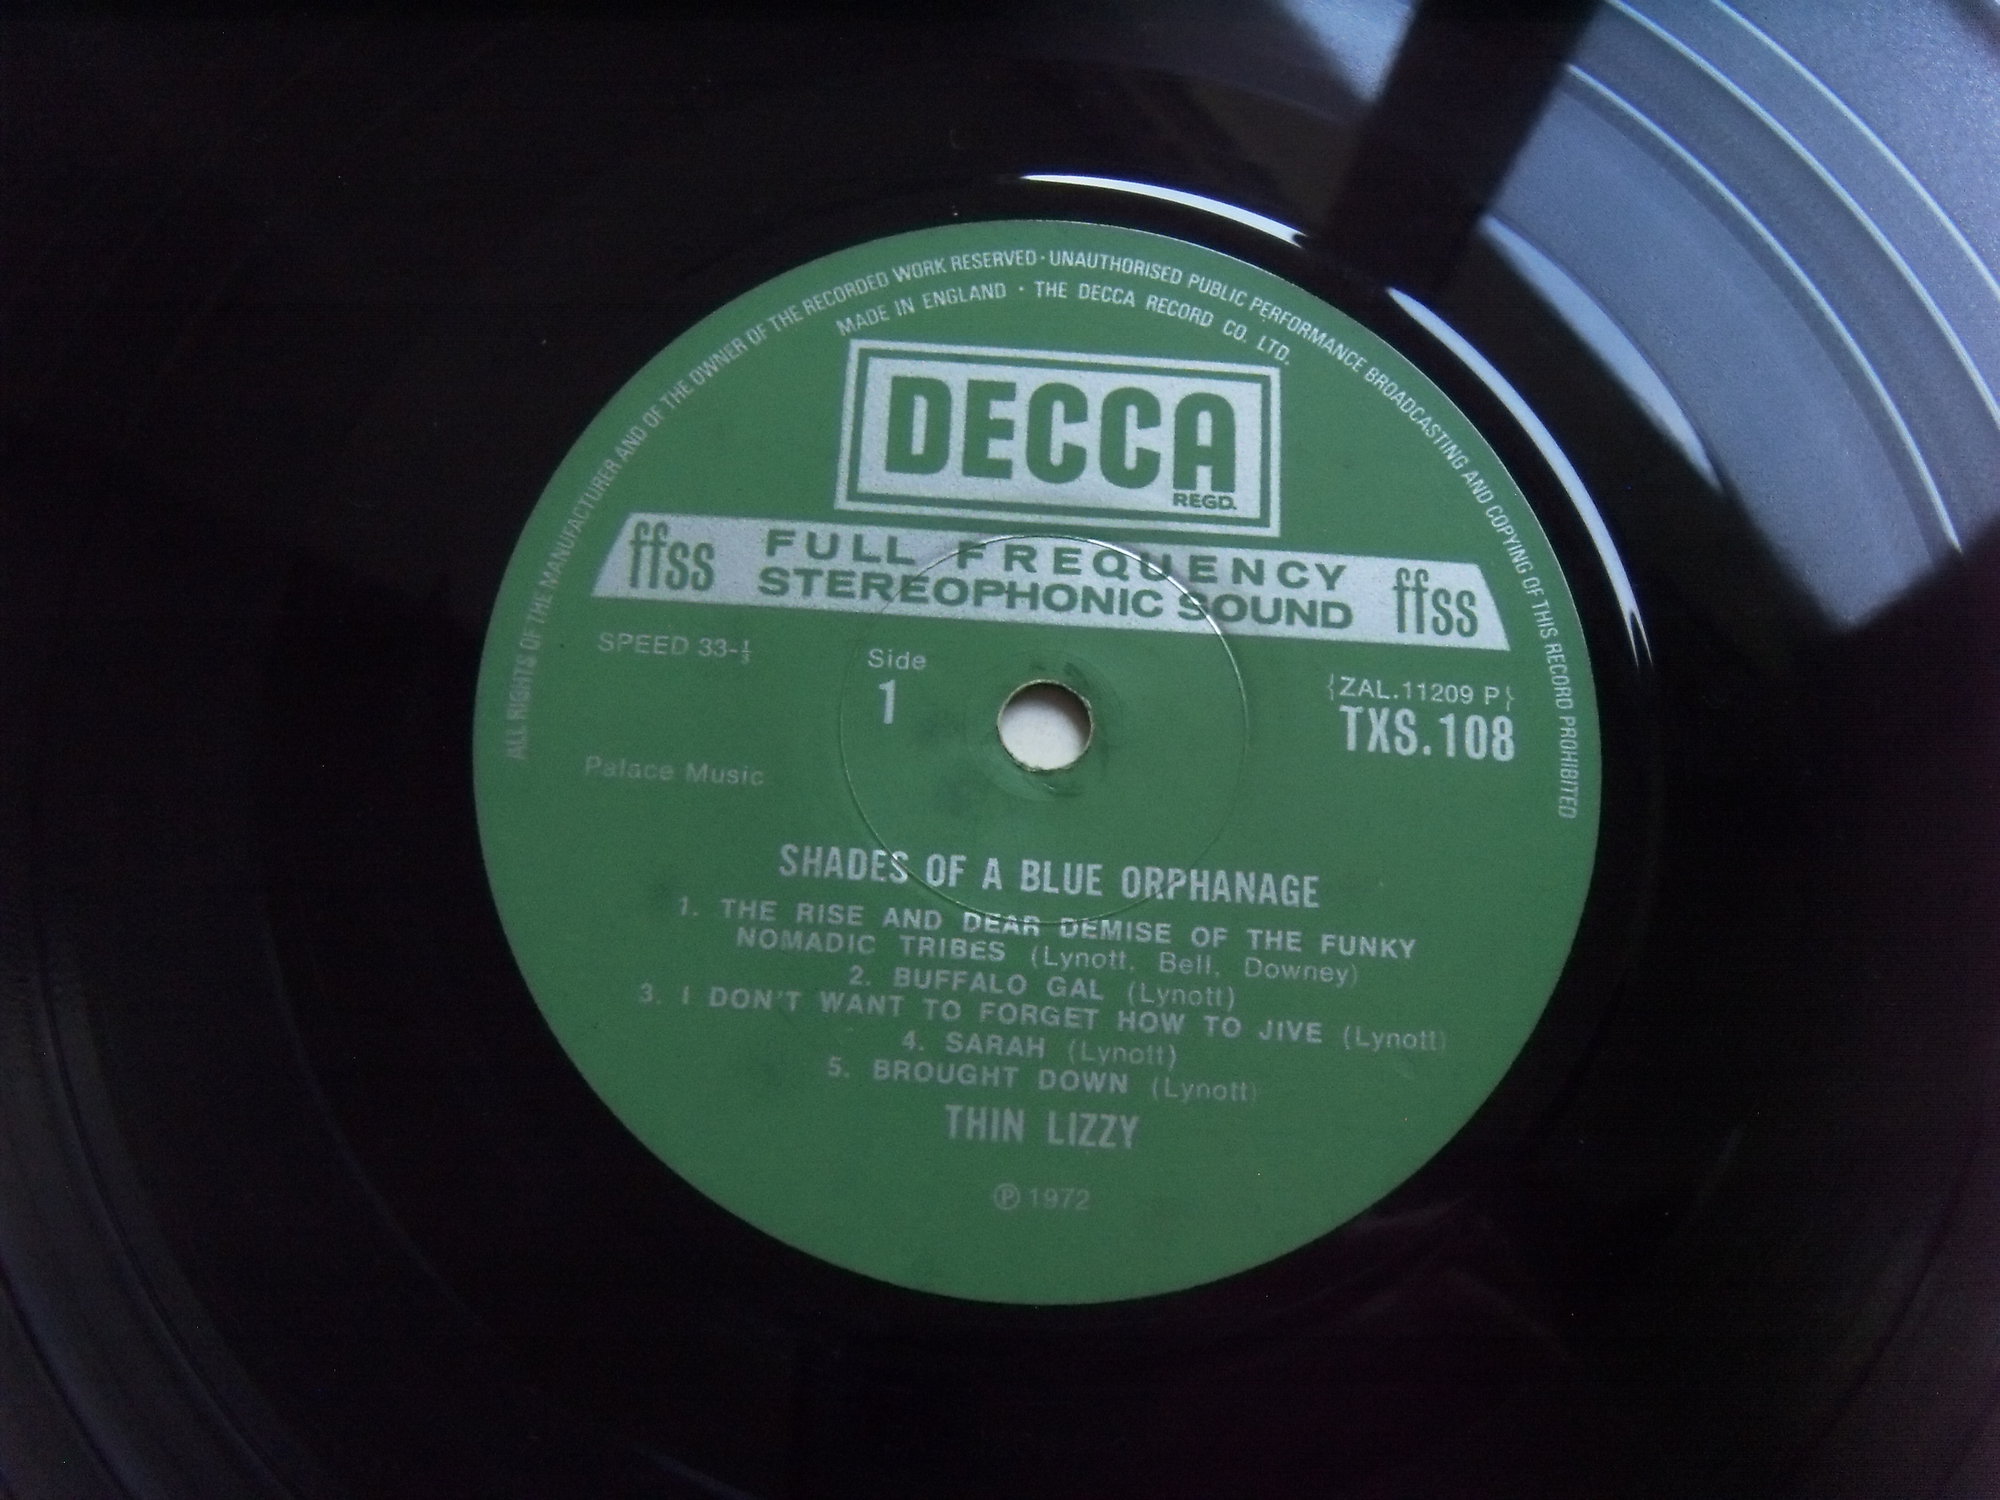 ALL RIGHTS OF THE MANUFACTURER AND OF THE OWNER OF THE RECORDED WORK RESERVED · UNAUTHORISED PUBLIC PERFORMANCE BROADCASTING AND COPYING OF THIS RECORD PROHIBITED
MADE IN ENGLAND · THE DECCA RECORD CO. LTD.
DECCA
REGD.
ffss FULL FREQUENCY ffss
STEREOPHONIC SOUND
SPEED 33-⅓
Side
1
{ZAL.11209 P}
TXS.108
Palace Music
SHADES OF A BLUE ORPHANAGE
1. THE RISE AND DEAR DEMISE OF THE FUNKY
NOMADIC TRIBES (Lynott, Bell, Downey)
2. BUFFALO GAL (Lynott)
3. I DON'T WANT TO FORGET HOW TO JIVE (Lynott)
4. SARAH (Lynott)
5. BROUGHT DOWN (Lynott)
THIN LIZZY
℗ 1972